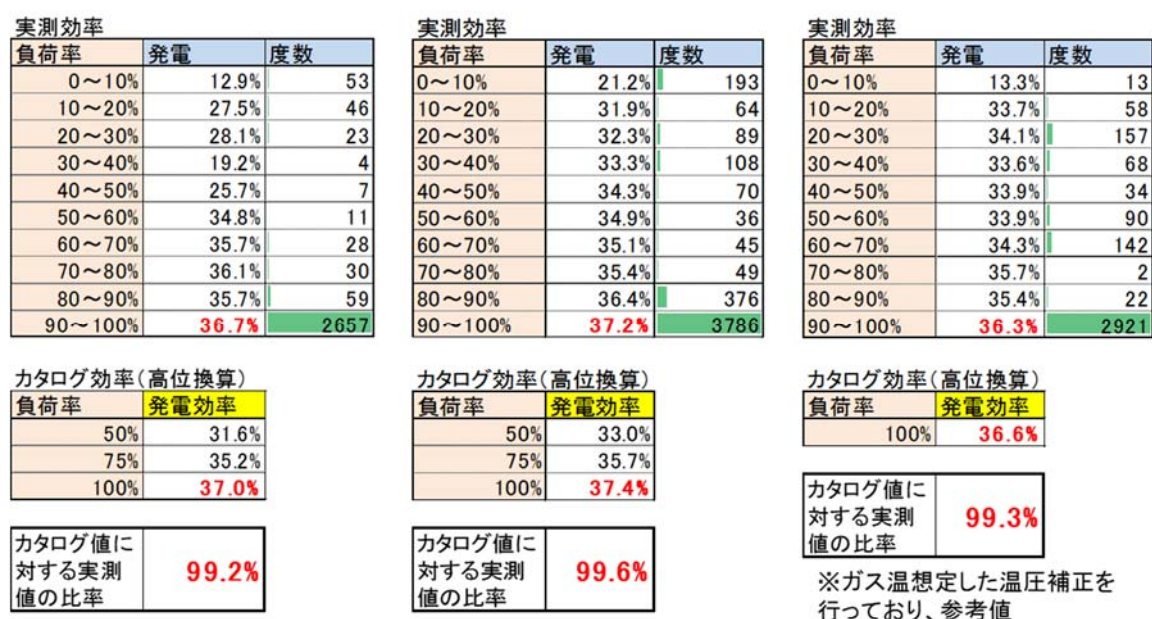 実測効率
負荷率 発電 度数
0～10% 12.9% 53
10～20% 27.5% 46
20～30% 28.1% 23
30～40% 19.2% 4
40～50% 25.7% 7
50～60% 34.8% 11
60～70% 35.7% 28
70～80% 36.1% 30
80～90% 35.7% 59
90～100% 36.7% 2657
カタログ効率(高位換算)
負荷率 発電効率
50% 31.6%
75% 35.2%
100% 37.0%
カタログ値に
対する実測
値の比率
99.2%
実測効率
負荷率 発電 度数
0～10% 21.2% 193
10～20% 31.9% 64
20～30% 32.3% 89
30～40% 33.3% 108
40～50% 34.3% 70
50～60% 34.9% 36
60～70% 35.1% 45
70～80% 35.4% 49
80～90% 36.4% 376
90～100% 37.2% 3786
カタログ効率(高位換算)
負荷率 発電効率
50% 33.0%
75% 35.7%
100% 37.4%
カタログ値に
対する実測
値の比率
99.6%
実測効率
負荷率 発電 度数
0～10% 13.3% 13
10～20% 33.7% 58
20～30% 34.1% 157
30～40% 33.6% 68
40～50% 33.9% 34
50～60% 33.9% 90
60～70% 34.3% 142
70～80% 35.7% 2
80～90% 35.4% 22
90～100% 36.3% 2921
カタログ効率(高位換算)
負荷率 発電効率
100% 36.6%
カタログ値に
対する実測
値の比率
99.3%
※ガス温想定した温圧補正を
行っており、参考値